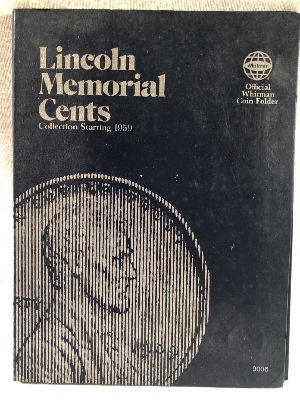 Lincoln
Memorial
Cents
Collection Starting 1959
Whitman
Official
Whitman
Coin Folder
9005